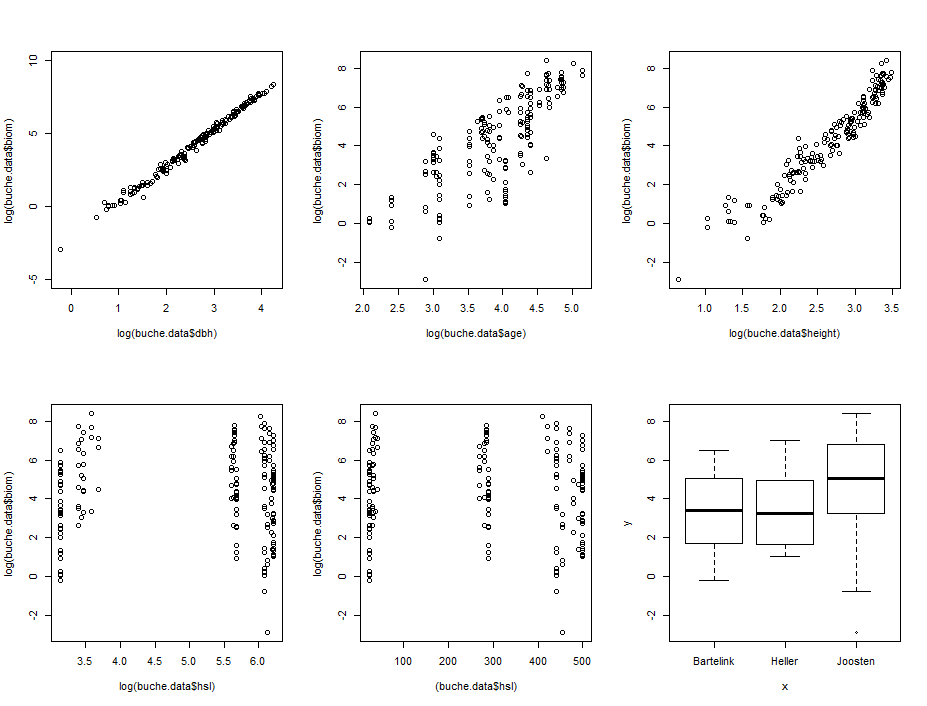 10
5
0
-5
log(buche.data$biom)
0 1 2 3 4
log(buche.data$dbh)
8
6
4
2
0
-2
log(buche.data$biom)
2.0 2.5 3.0 3.5 4.0 4.5 5.0
log(buche.data$age)
8
6
4
2
0
-2
log(buche.data$biom)
1.0 1.5 2.0 2.5 3.0 3.5
log(buche.data$height)
8
6
4
2
0
-2
log(buche.data$biom)
3.5 4.0 4.5 5.0 5.5 6.0
log(buche.data$hsl)
8
6
4
2
0
-2
log(buche.data$biom)
100 200 300 400 500
(buche.data$hsl)
8
6
4
2
0
-2
y
Bartelink Heller Joosten
x